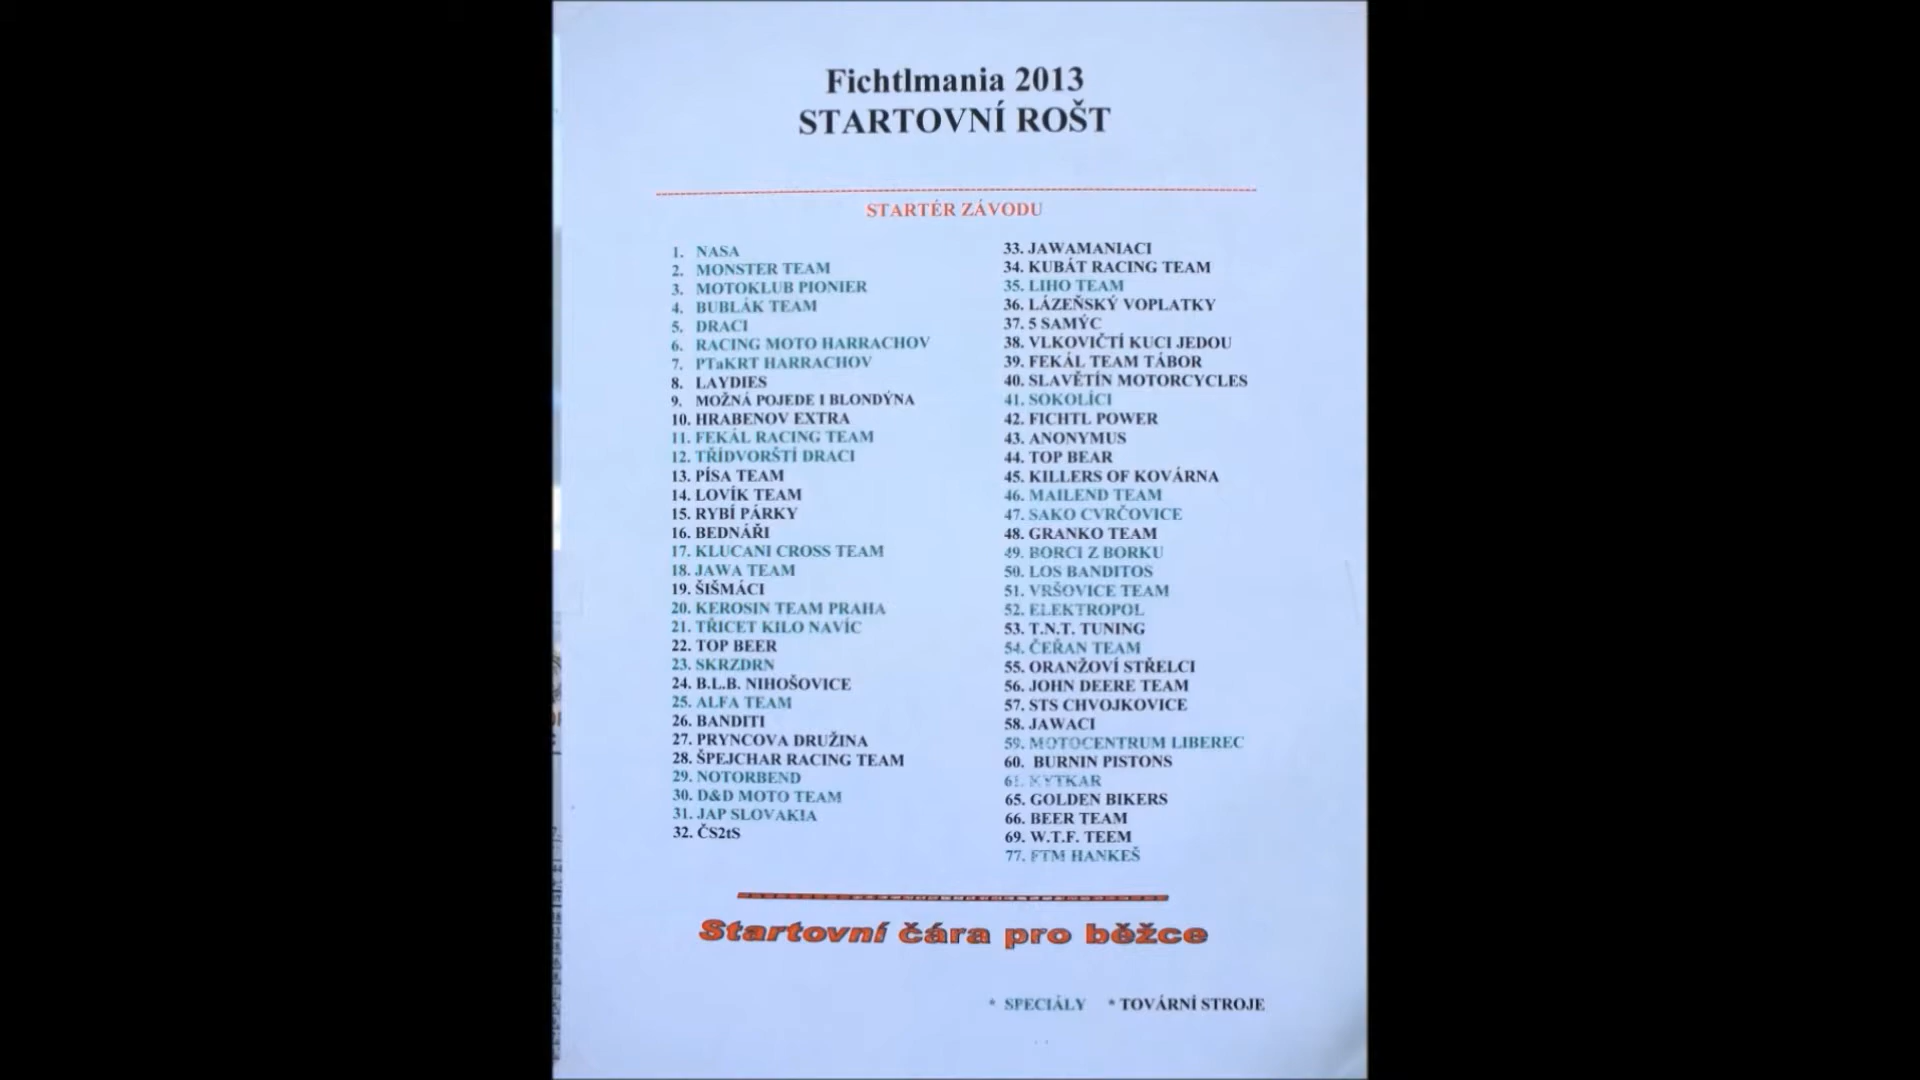 Fichtlmania 2013
STARTOVNÍ ROŠT
STARTÉR ZÁVODU
1. NASA
2. MONSTER TEAM
3. MOTOKLUB PIONIER
4. BUBLÁK TEAM
5. DRACI
6. RACING MOTO HARRACHOV
7. PTaKRT HARRACHOV
8. LAYDIES
9. MOŽNÁ POJEDE I BLONDÝNA
10. HRABENOV EXTRA
11. FEKÁL RACING TEAM
12. TŘÍDVORŠTÍ DRACI
13. PÍSA TEAM
14. LOVÍK TEAM
15. RYBÍ PÁRKY
16. BEDNÁŘI
17. KLUCANI CROSS TEAM
18. JAWA TEAM
19. ŠIŠMÁCI
20. KEROSIN TEAM PRAHA
21. TŘICET KILO NAVÍC
22. TOP BEER
23. SKRZDRN
24. B.L.B. NIHOŠOVICE
25. ALFA TEAM
26. BANDITI
27. PRYNCOVA DRUŽINA
28. ŠPEJCHAR RACING TEAM
29. NOTORBEND
30. D&D MOTO TEAM
31. JAP SLOVAKIA
32. ČS2tS
33. JAWAMANIACI
34. KUBÁT RACING TEAM
35. LIHO TEAM
36. LÁZEŇSKÝ VOPLATKY
37. 5 SAMÝC
38. VLKOVIČTÍ KUCI JEDOU
39. FEKÁL TEAM TÁBOR
40. SLAVĚTÍN MOTORCYCLES
41. SOKOLÍCI
42. FICHTL POWER
43. ANONYMUS
44. TOP BEAR
45. KILLERS OF KOVÁRNA
46. MAILEND TEAM
47. SAKO CVRČOVICE
48. GRANKO TEAM
49. BORCI Z BORKU
50. LOS BANDITOS
51. VRŠOVICE TEAM
52. ELEKTROPOL
53. T.N.T. TUNING
54. ČEŘAN TEAM
55. ORANŽOVÍ STŘELCI
56. JOHN DEERE TEAM
57. STS CHVOJKOVICE
58. JAWACI
59. MOTOCENTRUM LIBEREC
60. BURNIN PISTONS
61. KYTKAR
65. GOLDEN BIKERS
66. BEER TEAM
69. W.T.F. TEEM
77. FTM HANKEŠ
Startovní čára pro běžce
* SPECIÁLY * TOVÁRNÍ STROJE